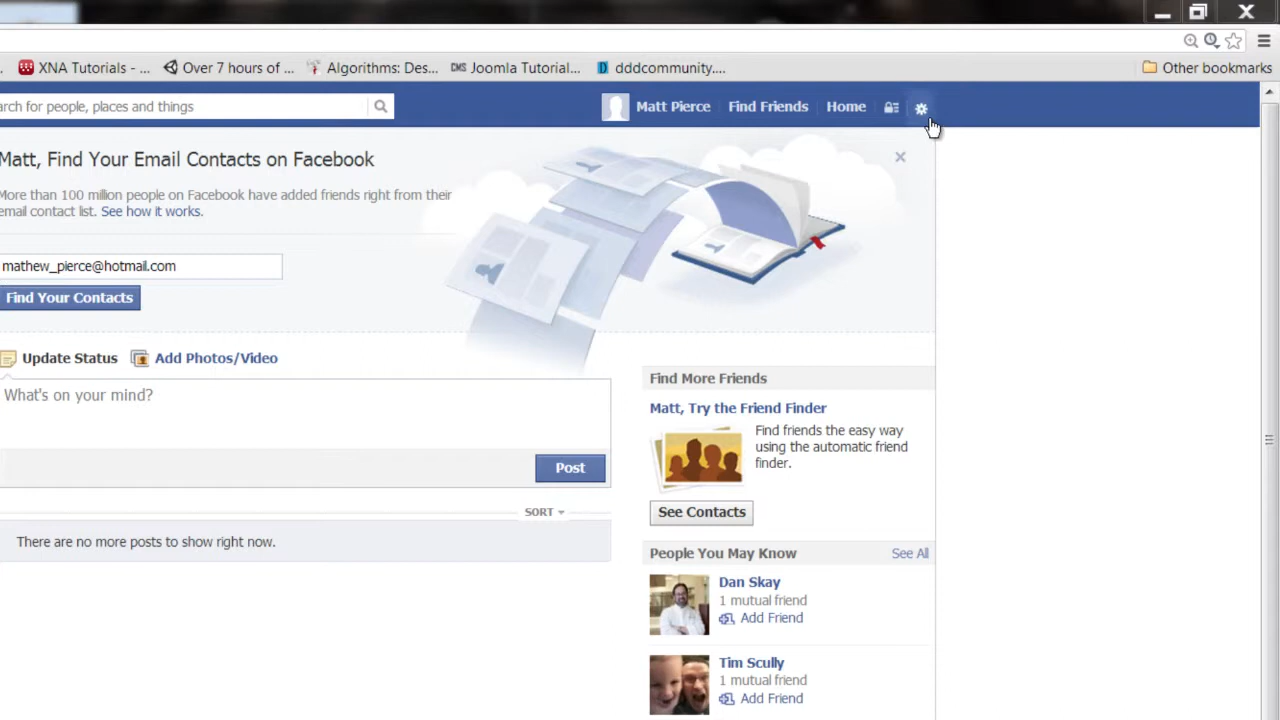 XNA Tutorials - ... Over 7 hours of ... Algorithms: Des... CMS Joomla Tutorial... D dddcommunity.... Other bookmarks
arch for people, places and things Matt Pierce Find Friends Home
Matt, Find Your Email Contacts on Facebook
More than 100 million people on Facebook have added friends right from their
email contact list. See how it works.
mathew_pierce@hotmail.com
Find Your Contacts
Update Status Add Photos/Video
What's on your mind?
Post
SORT
There are no more posts to show right now.
Find More Friends
Matt, Try the Friend Finder
Find friends the easy way
using the automatic friend
finder.
See Contacts
People You May Know See All
Dan Skay
1 mutual friend
Add Friend
Tim Scully
1 mutual friend
Add Friend